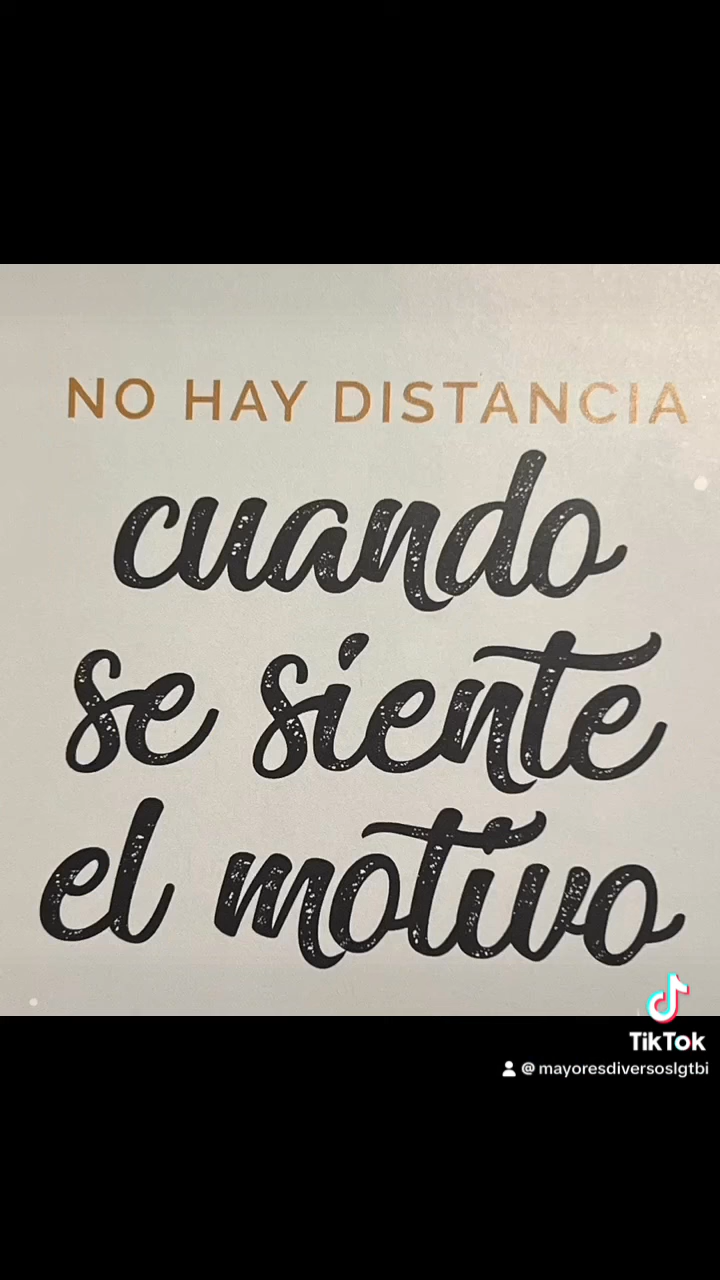 NO HAY DISTANCIA
cuando
se siente
el motivo
TikTok
@mayoresdiversoslgtbi